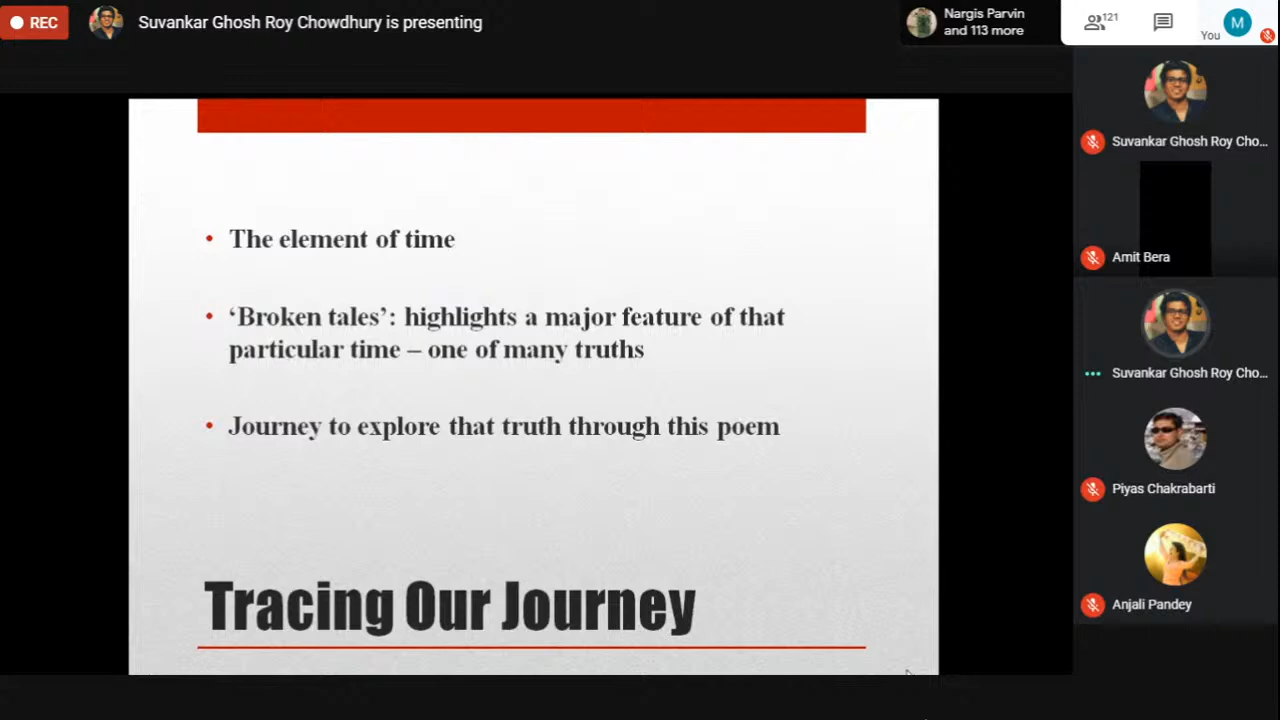 REC
Suvankar Ghosh Roy Chowdhury is presenting
Nargis Parvin
and 113 more
121
You
M
Suvankar Ghosh Roy Cho...
Amit Bera
Suvankar Ghosh Roy Cho...
Piyas Chakrabarti
Anjali Pandey
• The element of time
• ‘Broken tales’: highlights a major feature of that
particular time – one of many truths
• Journey to explore that truth through this poem
Tracing Our Journey